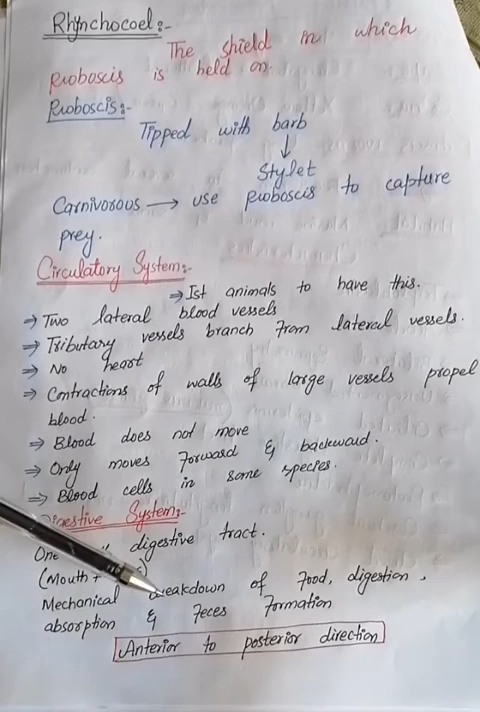 Rhynchocoel:-
The shield in which
Proboscis is held on.
Proboscis:-
Tipped with barb
↓
Stylet
Carnivorous → use Proboscis to capture
prey.
Circulatory System:-
⇒ Ist animals to have this.
⇒ Two lateral blood vessels
⇒ Tributary vessels branch from lateral vessels.
⇒ No heart
⇒ Contractions of walls of large vessels propel
blood.
⇒ Blood does not move
⇒ Only moves Forward & backward.
⇒ Blood cells in some species.
System:-
One digestive tract.
(Mouth +
Mechanical of Food, digestion,
absorption & Feces Formation
Anterior to posterior direction